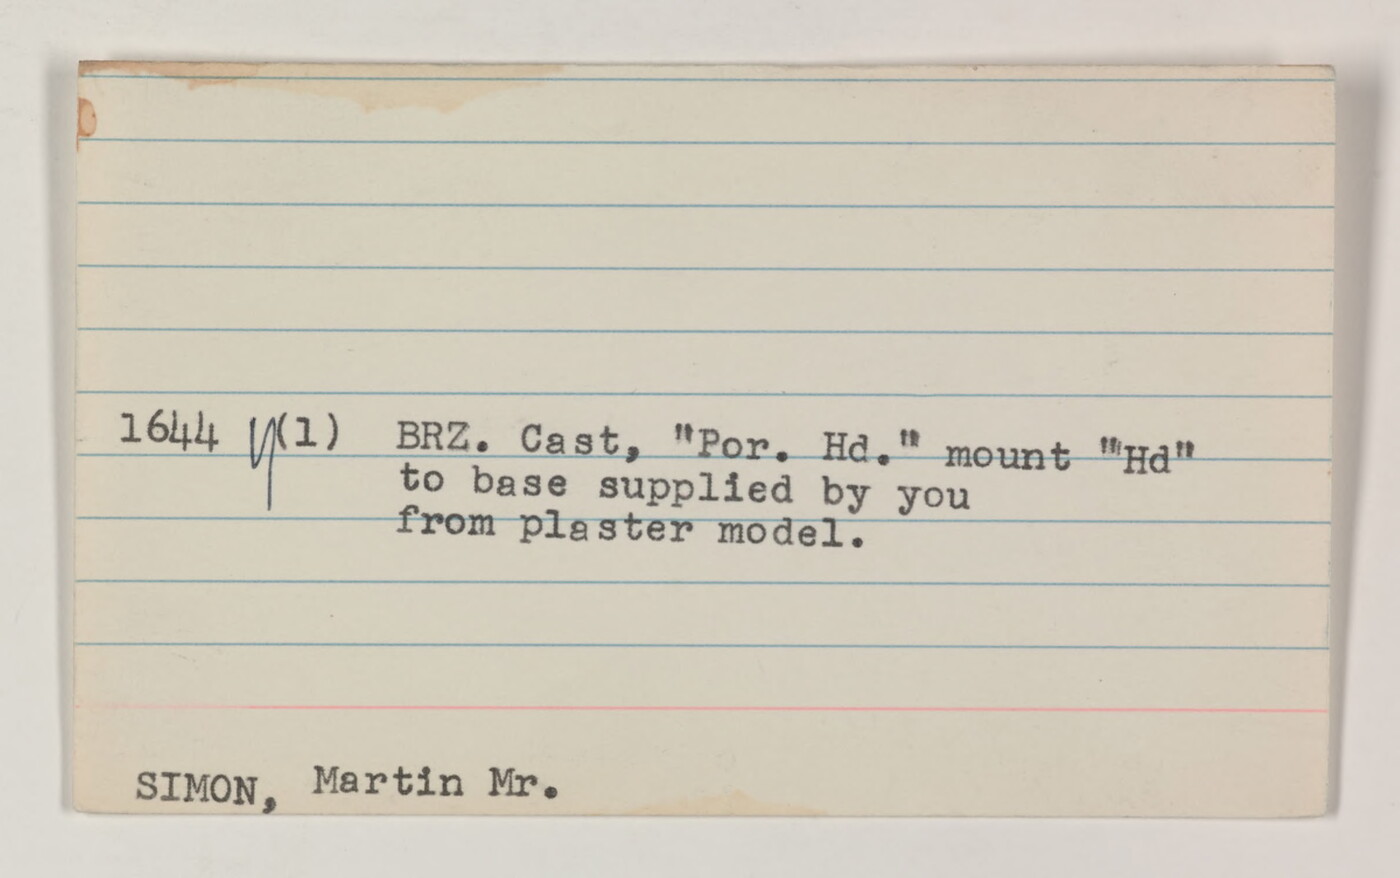 1644 (1) BRZ. Cast, "Por. Hd." mount "Hd"
to base supplied by you
from plaster model.
SIMON, Martin Mr.